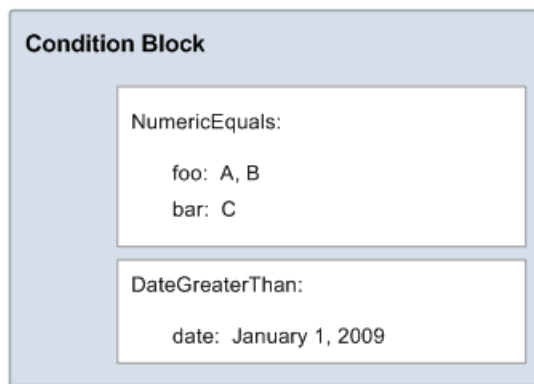 Condition Block
NumericEquals:
foo: A, B
bar: C
DateGreaterThan:
date: January 1, 2009